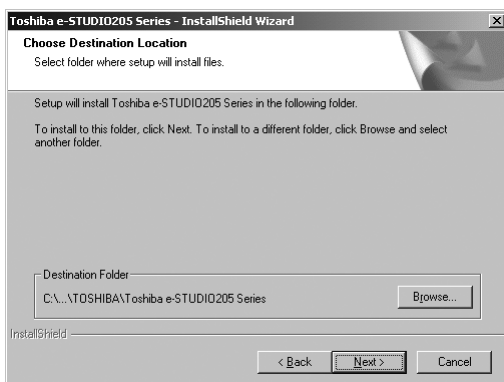 Toshiba e-STUDIO205 Series - InstallShield Wizard
Choose Destination Location
Select folder where setup will install files.
Setup will install Toshiba e-STUDIO205 Series in the following folder.
To install to this folder, click Next. To install to a different folder, click Browse and select
another folder.
Destination Folder
C:\...\TOSHIBA\Toshiba e-STUDIO205 Series
Browse...
InstallShield
< Back
Next >
Cancel